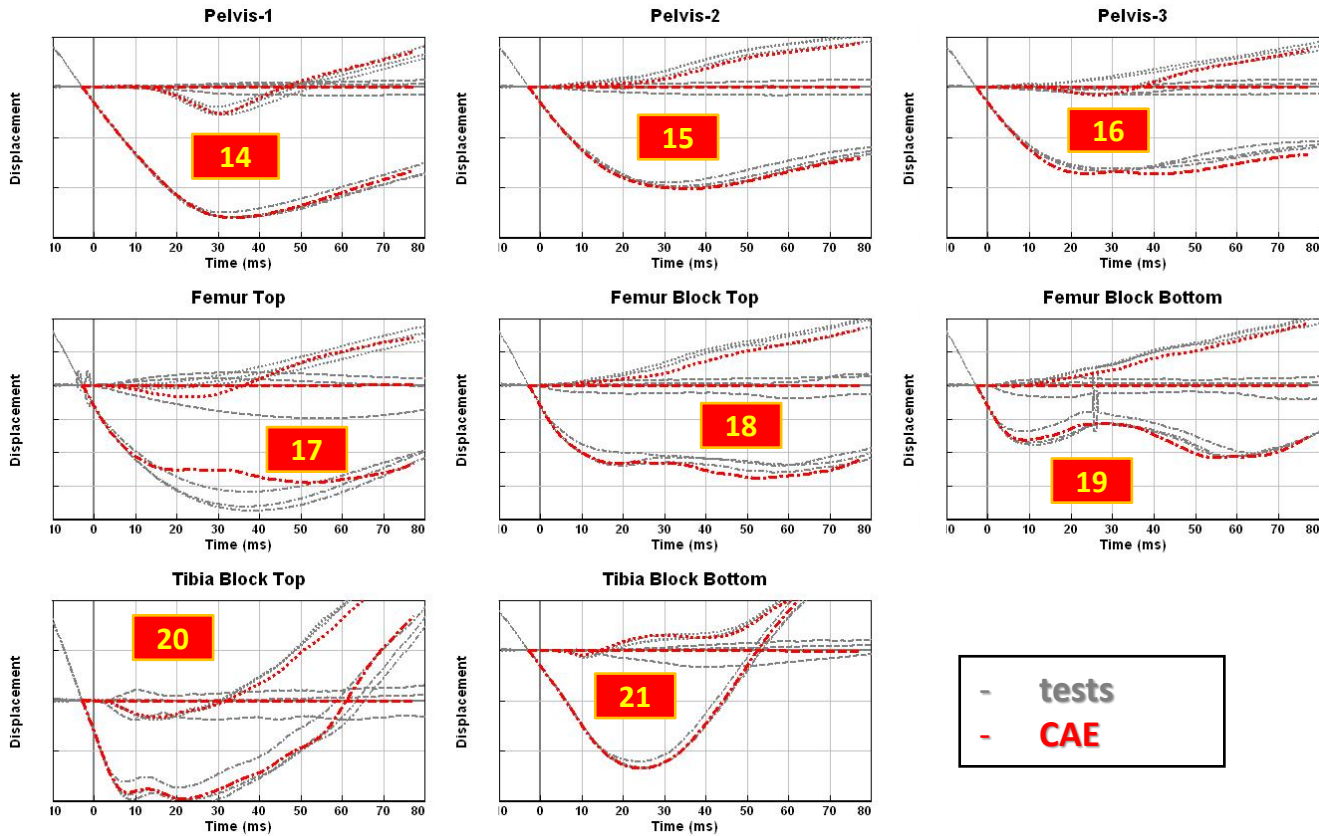 Pelvis-1
Displacement
14
10 0 10 20 30 40 50 60 70 80
Time (ms)
Pelvis-2
Displacement
15
10 0 10 20 30 40 50 60 70 80
Time (ms)
Pelvis-3
Displacement
16
10 0 10 20 30 40 50 60 70 80
Time (ms)
Femur Top
Displacement
17
10 0 10 20 30 40 50 60 70 80
Time (ms)
Femur Block Top
Displacement
18
10 0 10 20 30 40 50 60 70 80
Time (ms)
Femur Block Bottom
Displacement
19
10 0 10 20 30 40 50 60 70 80
Time (ms)
Tibia Block Top
Displacement
20
10 0 10 20 30 40 50 60 70 80
Time (ms)
Tibia Block Bottom
Displacement
21
10 0 10 20 30 40 50 60 70 80
Time (ms)
- tests
- CAE